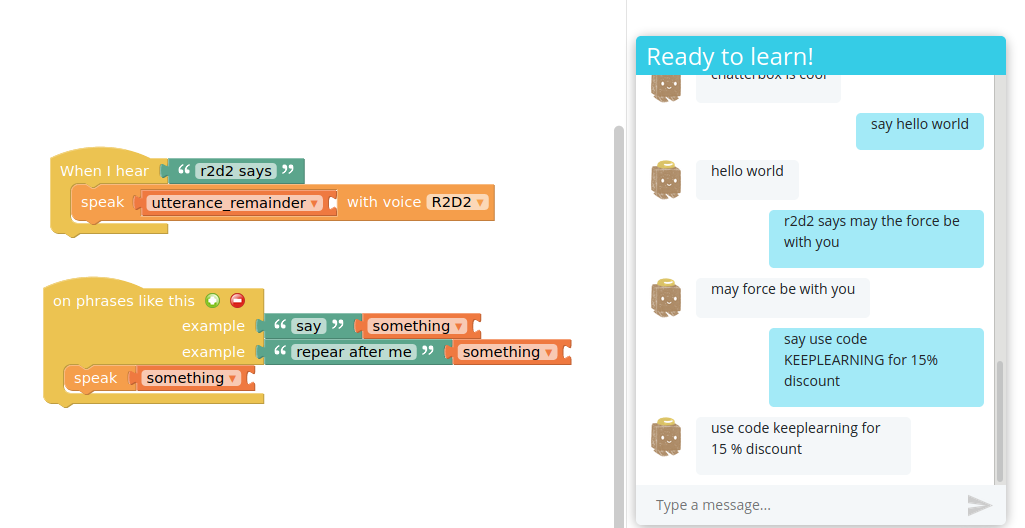 When I hear “ r2d2 says ”
speak utterance_remainder with voice R2D2
on phrases like this
example “ say ” something
example “ repear after me ” something
speak something
Ready to learn!
chatterbox is cool
say hello world
hello world
r2d2 says may the force be
with you
may force be with you
say use code
KEEPLEARNING for 15%
discount
use code keeplearning for
15 % discount
Type a message...